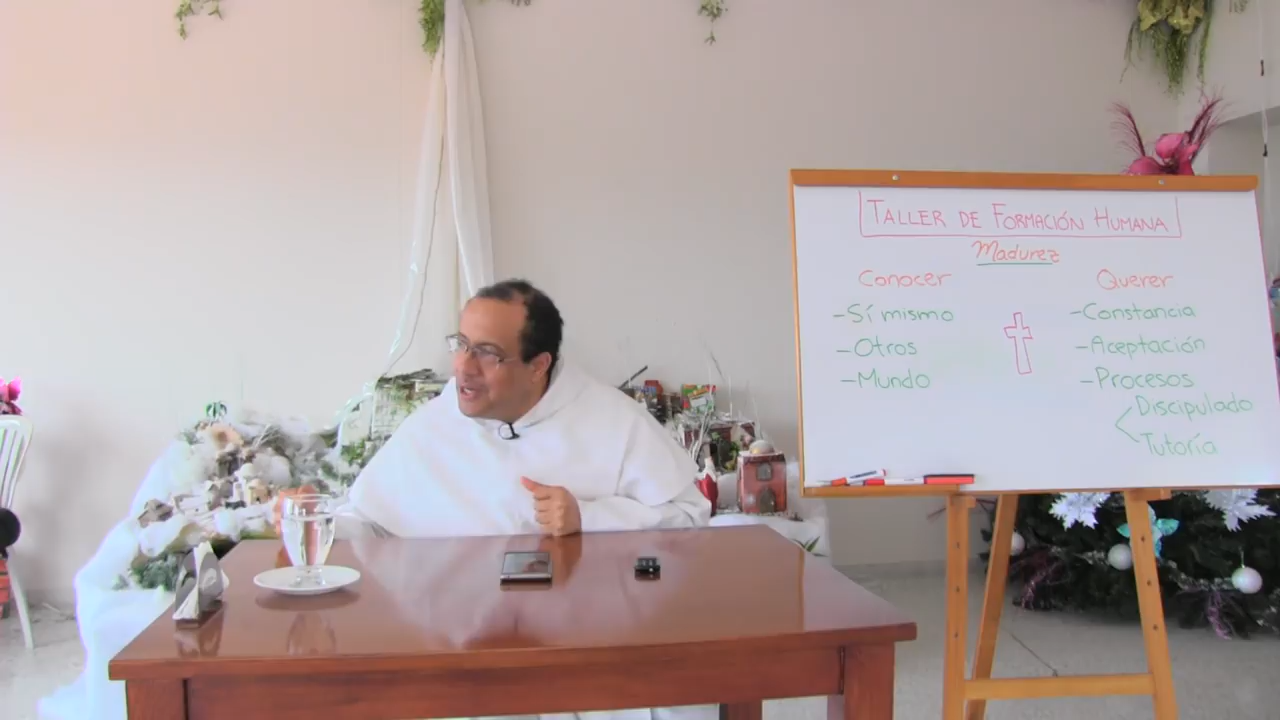 TALLER DE FORMACIÓN HUMANA
Madurez
Conocer
-Sí mismo
-Otros
-Mundo
Querer
-Constancia
-Aceptación
-Procesos
Discipulado
Tutoría